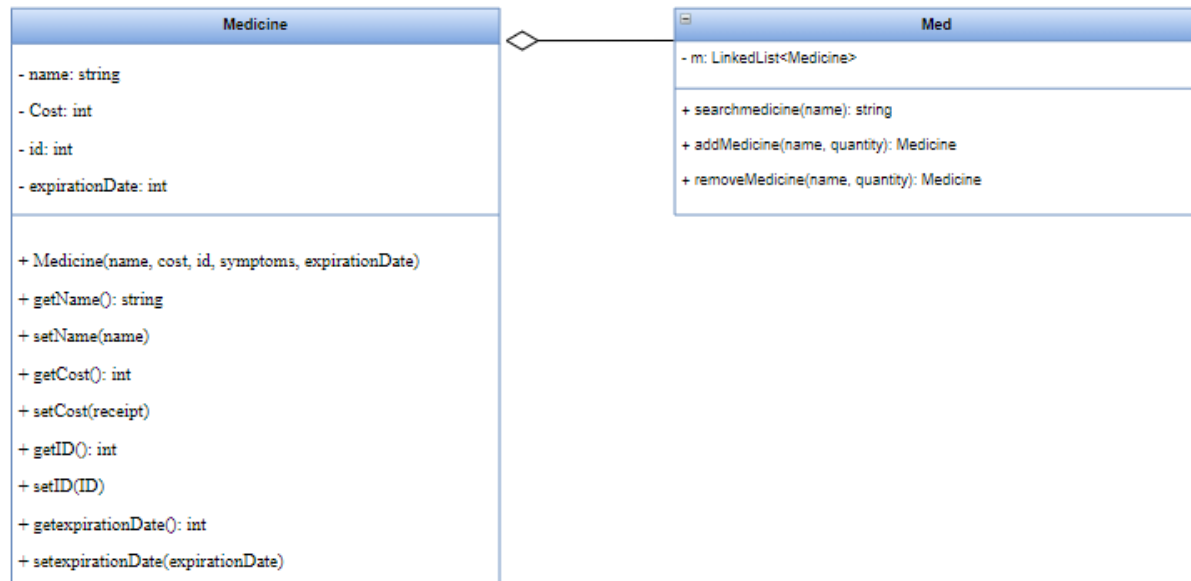 Medicine
- name: string
- Cost: int
- id: int
- expirationDate: int
+ Medicine(name, cost, id, symptoms, expirationDate)
+ getName(): string
+ setName(name)
+ getCost(): int
+ setCost(receipt)
+ getID(): int
+ setID(ID)
+ getexpirationDate(): int
+ setexpirationDate(expirationDate)
Med
- m: LinkedList<Medicine>
+ searchmedicine(name): string
+ addMedicine(name, quantity): Medicine
+ removeMedicine(name, quantity): Medicine